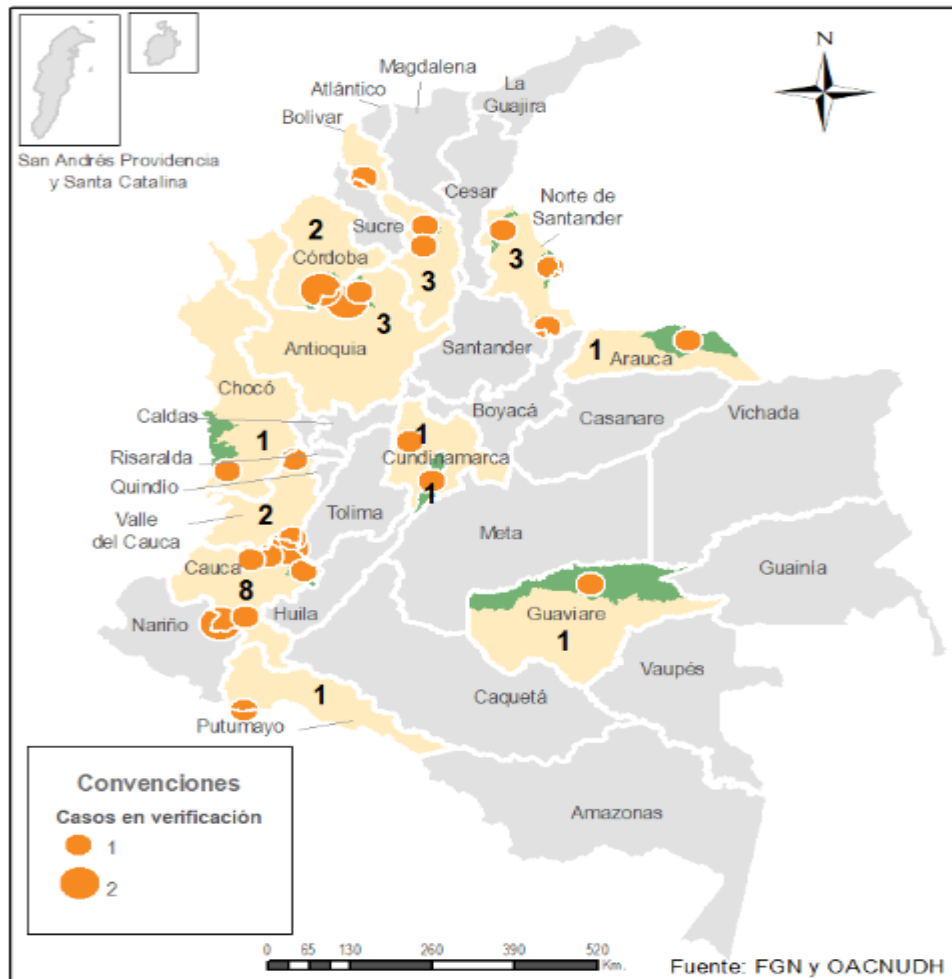 N
Magdalena
La
Guajira
Atlántico
Bolivar
San Andrés Providencia
y Santa Catalina
Cesar
Norte de
Santander
Sucre
2
Córdoba
3
3
3
Antioquia
Santander
1
Arauca
Chocó
Boyacá
Casanare
Vichada
Caldas
1
1
Cundinamarca
Risaralda
Quindío
1
Tolima
Valle
del Cauca
2
Meta
Guainía
Cauca
8
Huila
Nariño
Guaviare
1
Vaupés
1
Caquetá
Putumayo
Amazonas
Convenciones
Casos en verificación
1
2
0 65 130 260 390 520
Km.
Fuente: FGN y OACNUDH